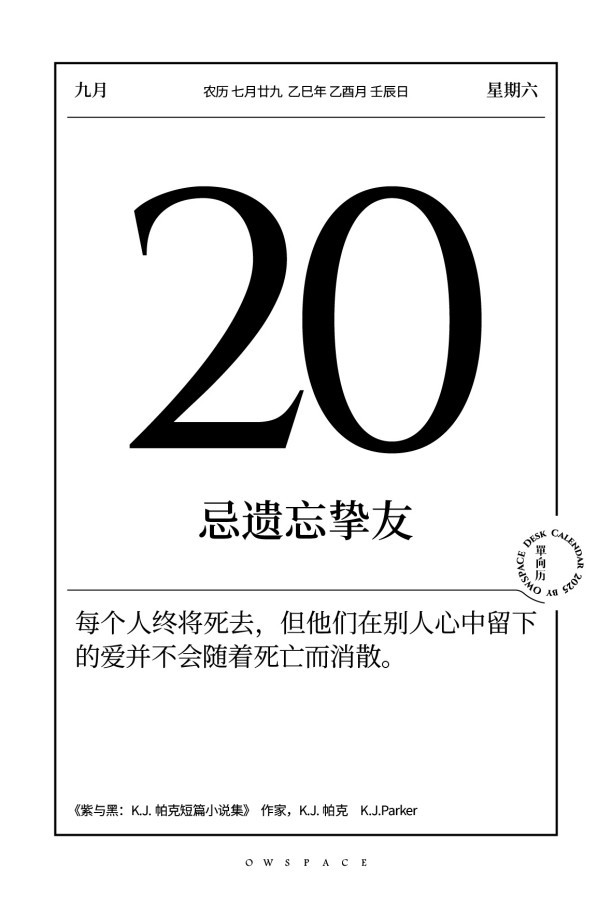 九月
农历 七月廿九 乙巳年 乙酉月 壬辰日
星期六
20
忌遗忘挚友
DESK CALENDAR 2025 BY OWSPACE
單向历
每个人终将死去，但他们在别人心中留下
的爱并不会随着死亡而消散。
《紫与黑：K.J. 帕克短篇小说集》 作家，K.J. 帕克 K.J.Parker
OWSPACE